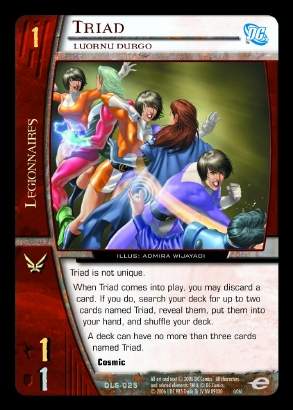 1
TRIAD
LUORNU DURGO
DC
LEGIONNAIRES
ILLUS: ADMIRA WIJAYADI
Triad is not unique.
When Triad comes into play, you may discard a
card. If you do, search your deck for up to two
cards named Triad, reveal them, put them into
your hand, and shuffle your deck.
A deck can have no more than three cards
named Triad.
Cosmic
1
1
DLS-025